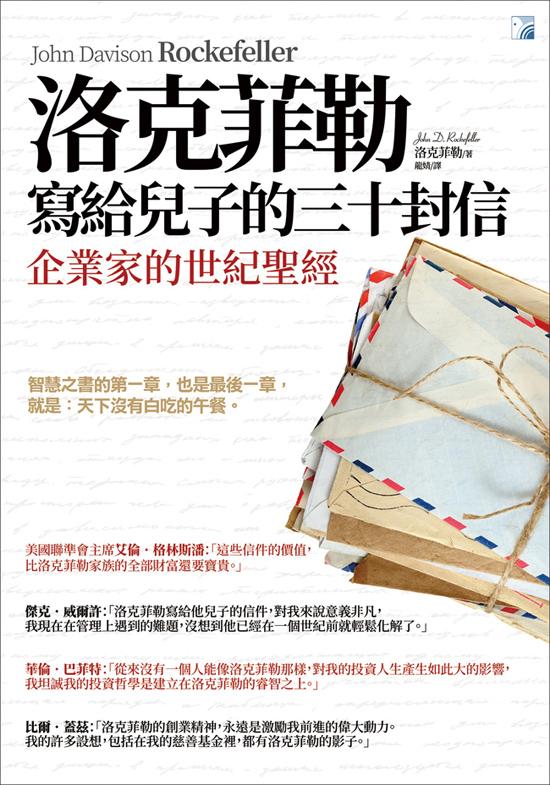 John Davison Rockefeller
洛克菲勒
John D. Rockefeller
洛克菲勒/著
龍婧/譯
寫給兒子的三十封信
企業家的世紀聖經
智慧之書的第一章，也是最後一章，
就是：天下沒有白吃的午餐。
美國聯準會主席艾倫‧格林斯潘：「這些信件的價值，
比洛克菲勒家族的全部財富還要寶貴。」
傑克‧威爾許：「洛克菲勒寫給他兒子的信件，對我來說意義非凡，
我現在在管理上遇到的難題，沒想到他已經在一個世紀前就輕鬆化解了。」
華倫‧巴菲特：「從來沒有一個人能像洛克菲勒那樣，對我的投資人生產生如此大的影響，
我坦誠我的投資哲學是建立在洛克菲勒的睿智之上。」
比爾‧蓋茲：「洛克菲勒的創業精神，永遠是激勵我前進的偉大動力。
我的許多設想，包括在我的慈善基金裡，都有洛克菲勒的影子。」